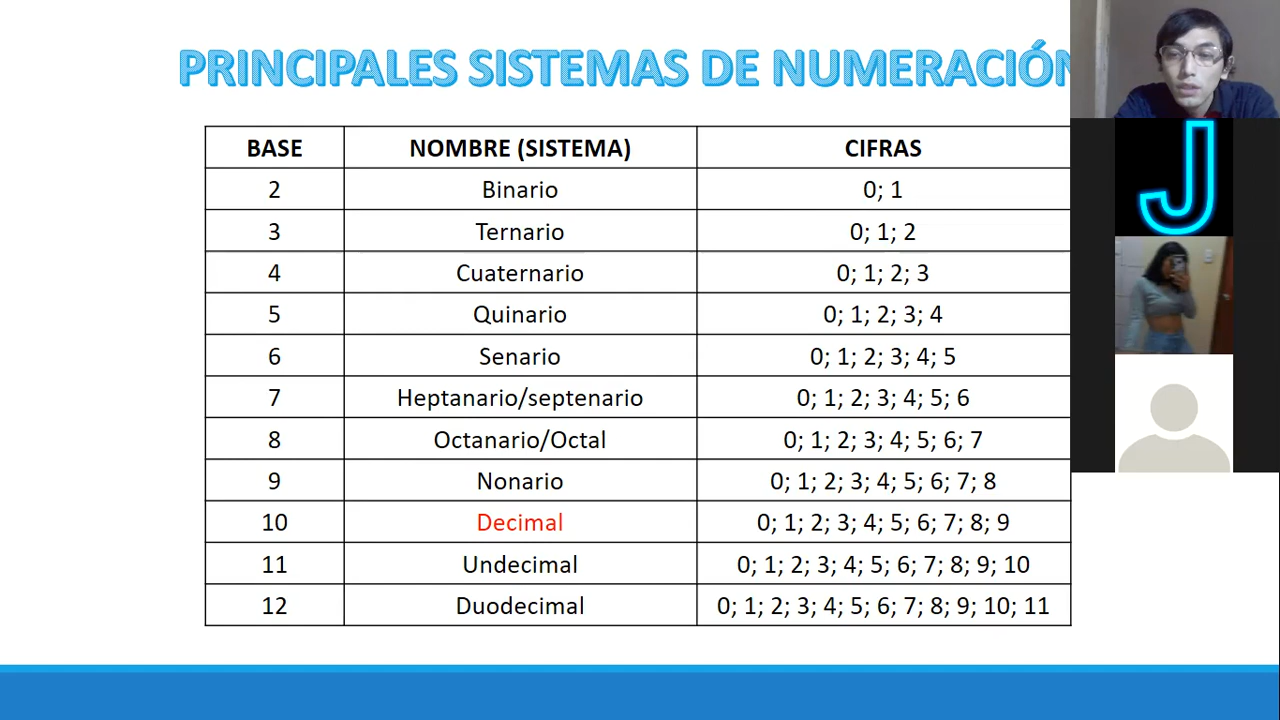 PRINCIPALES SISTEMAS DE NUMERACIÓN
BASE NOMBRE (SISTEMA) CIFRAS
2 Binario 0; 1
3 Ternario 0; 1; 2
4 Cuaternario 0; 1; 2; 3
5 Quinario 0; 1; 2; 3; 4
6 Senario 0; 1; 2; 3; 4; 5
7 Heptanario/septenario 0; 1; 2; 3; 4; 5; 6
8 Octanario/Octal 0; 1; 2; 3; 4; 5; 6; 7
9 Nonario 0; 1; 2; 3; 4; 5; 6; 7; 8
10 Decimal 0; 1; 2; 3; 4; 5; 6; 7; 8; 9
11 Undecimal 0; 1; 2; 3; 4; 5; 6; 7; 8; 9; 10
12 Duodecimal 0; 1; 2; 3; 4; 5; 6; 7; 8; 9; 10; 11
J